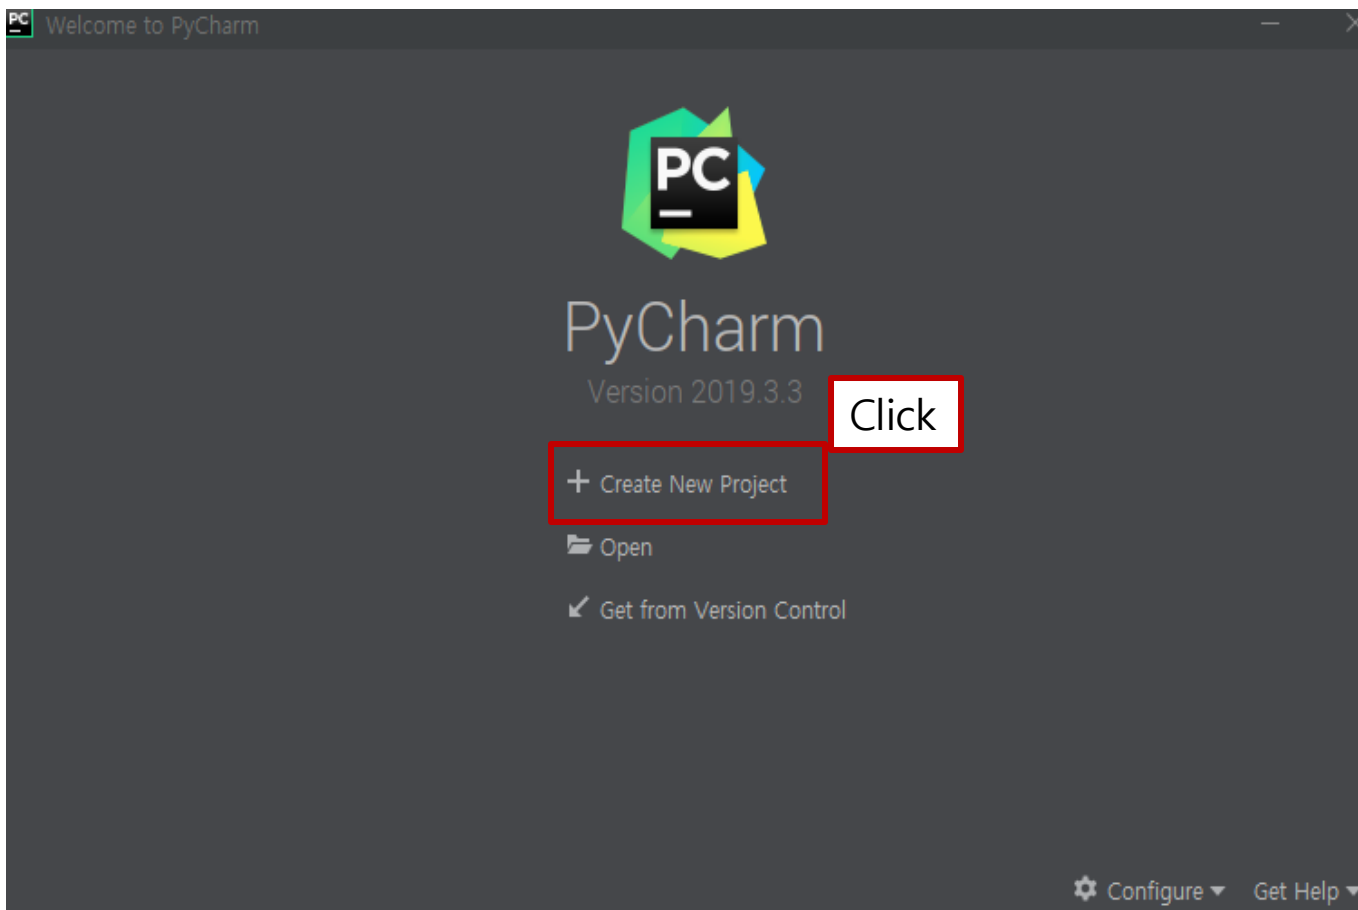 PC Welcome to PyCharm
PC
PyCharm
Version 2019.3.3
Click
Create New Project
Open
Get from Version Control
Configure Get Help